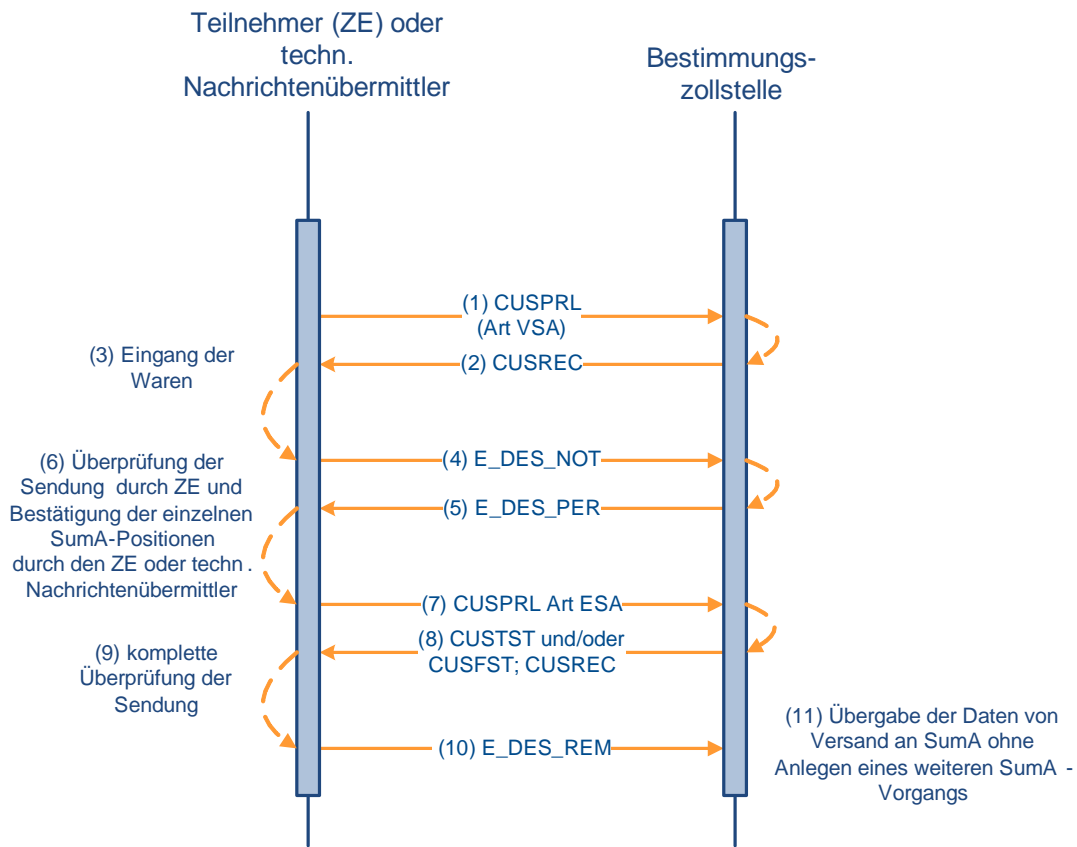 Teilnehmer (ZE) oder
techn.
Nachrichtenübermittler
Bestimmungs-
zollstelle
(1) CUSPRL
(Art VSA)
(2) CUSREC
(3) Eingang der
Waren
(4) E_DES_NOT
(5) E_DES_PER
(6) Überprüfung der
Sendung durch ZE und
Bestätigung der einzelnen
SumA-Positionen
durch den ZE oder techn .
Nachrichtenübermittler
(7) CUSPRL Art ESA
(8) CUSTST und/oder
CUSFST; CUSREC
(9) komplette
Überprüfung der
Sendung
(10) E_DES_REM
(11) Übergabe der Daten von
Versand an SumA ohne
Anlegen eines weiteren SumA -
Vorgangs